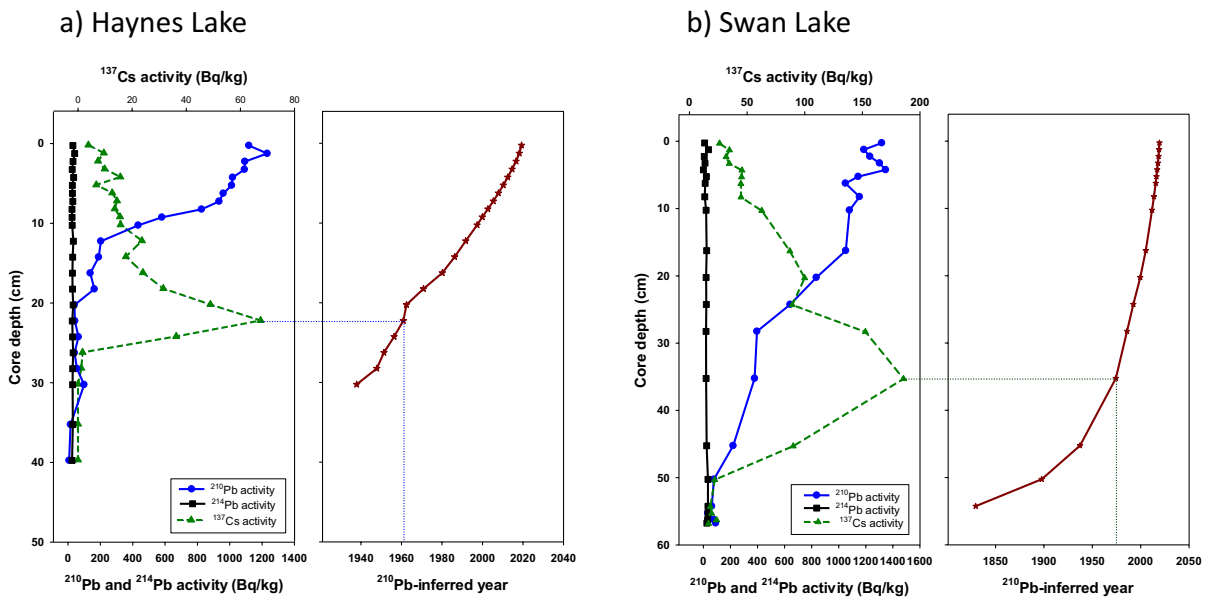 a) Haynes Lake
b) Swan Lake
¹³⁷Cs activity (Bq/kg)
0 20 40 60 80
Core depth (cm)
0
10
20
30
40
50
²¹⁰Pb activity
²¹⁴Pb activity
¹³⁷Cs activity
0 200 400 600 800 1000 1200 1400
²¹⁰Pb and ²¹⁴Pb activity (Bq/kg)
1940 1960 1980 2000 2020 2040
²¹⁰Pb-inferred year
¹³⁷Cs activity (Bq/kg)
0 50 100 150 200
Core depth (cm)
0
10
20
30
40
50
60
²¹⁰Pb activity
²¹⁴Pb activity
¹³⁷Cs activity
0 200 400 600 800 1000 1200 1400 1600
²¹⁰Pb and ²¹⁴Pb activity (Bq/kg)
1850 1900 1950 2000 2050
²¹⁰Pb-inferred year